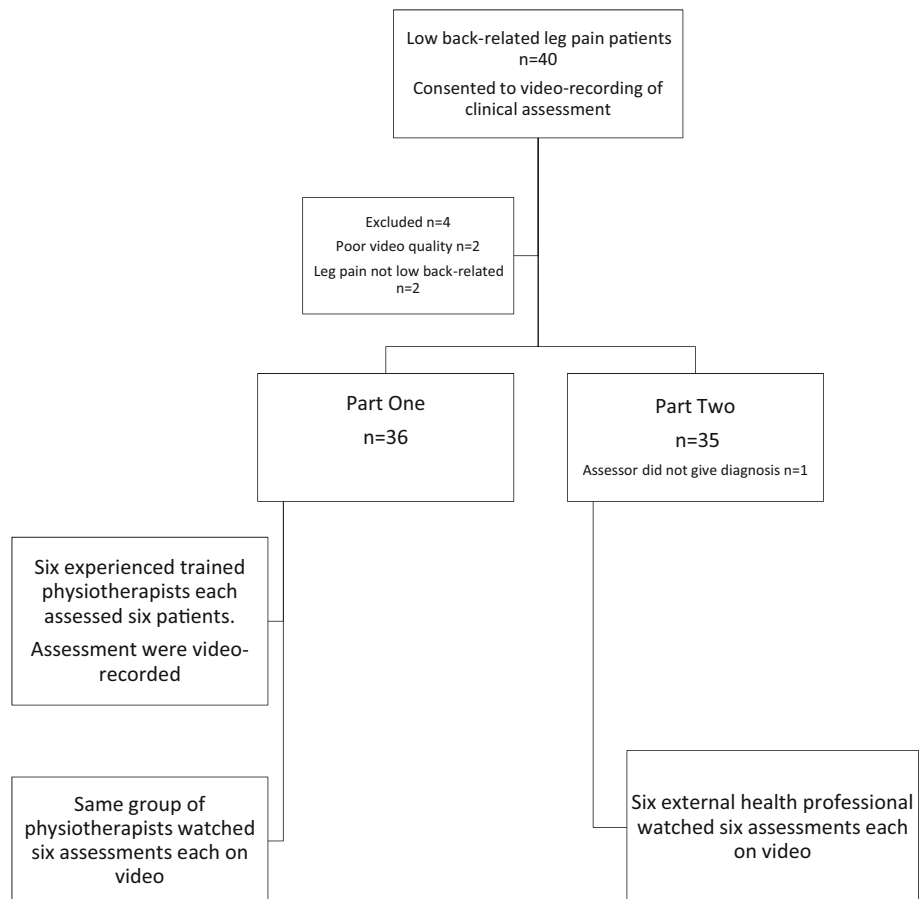 Low back-related leg pain patients
n=40
Consented to video-recording of
clinical assessment
Excluded n=4
Poor video quality n=2
Leg pain not low back-related
n=2
Part One
n=36
Part Two
n=35
Assessor did not give diagnosis n=1
Six experienced trained
physiotherapists each
assessed six patients.
Assessment were video-
recorded
Same group of
physiotherapists watched
six assessments each on
video
Six external health professional
watched six assessments each
on video